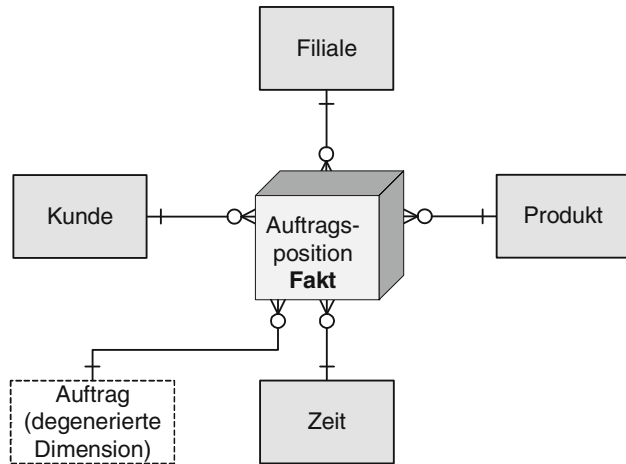 Filiale
Kunde
Auftrags-
position
Fakt
Produkt
Auftrag
(degenerierte
Dimension)
Zeit